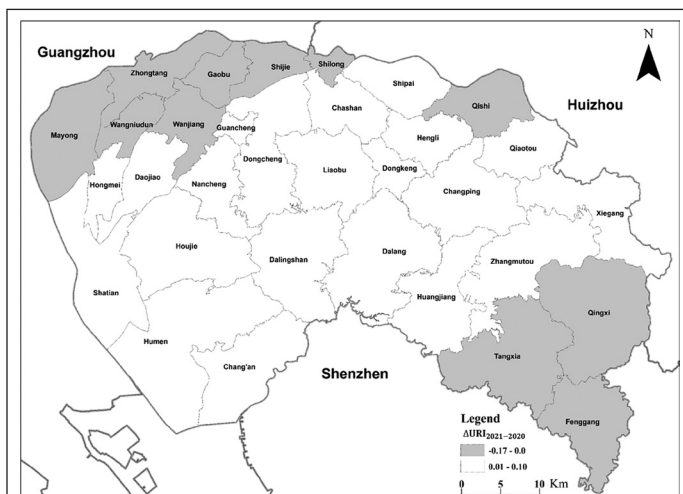 N
Guangzhou
Zhongtang
Gaobu
Shijie
Shilong
Shipai
Qishi
Huizhou
Mayong
Wangniudun
Wanjiang
Guancheng
Chashan
Hengli
Qiaotou
Hongmei
Daojiao
Nancheng
Dongcheng
Liaobu
Dongkeng
Changping
Xiegang
Houjie
Dalingshan
Dalang
Zhangmutou
Shatian
Huangjiang
Qingxi
Humen
Chang'an
Tangxia
Shenzhen
Fenggang
Legend
ΔURI2021–2020
-0.17 - 0.0
0.01 - 0.10
0 5 10 Km